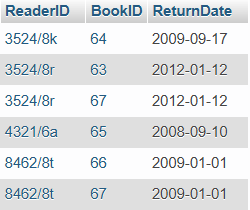 ReaderID BookID ReturnDate
3524/8k 64 2009-09-17
3524/8r 63 2012-01-12
3524/8r 67 2012-01-12
4321/6a 65 2008-09-10
8462/8t 66 2009-01-01
8462/8t 67 2009-01-01